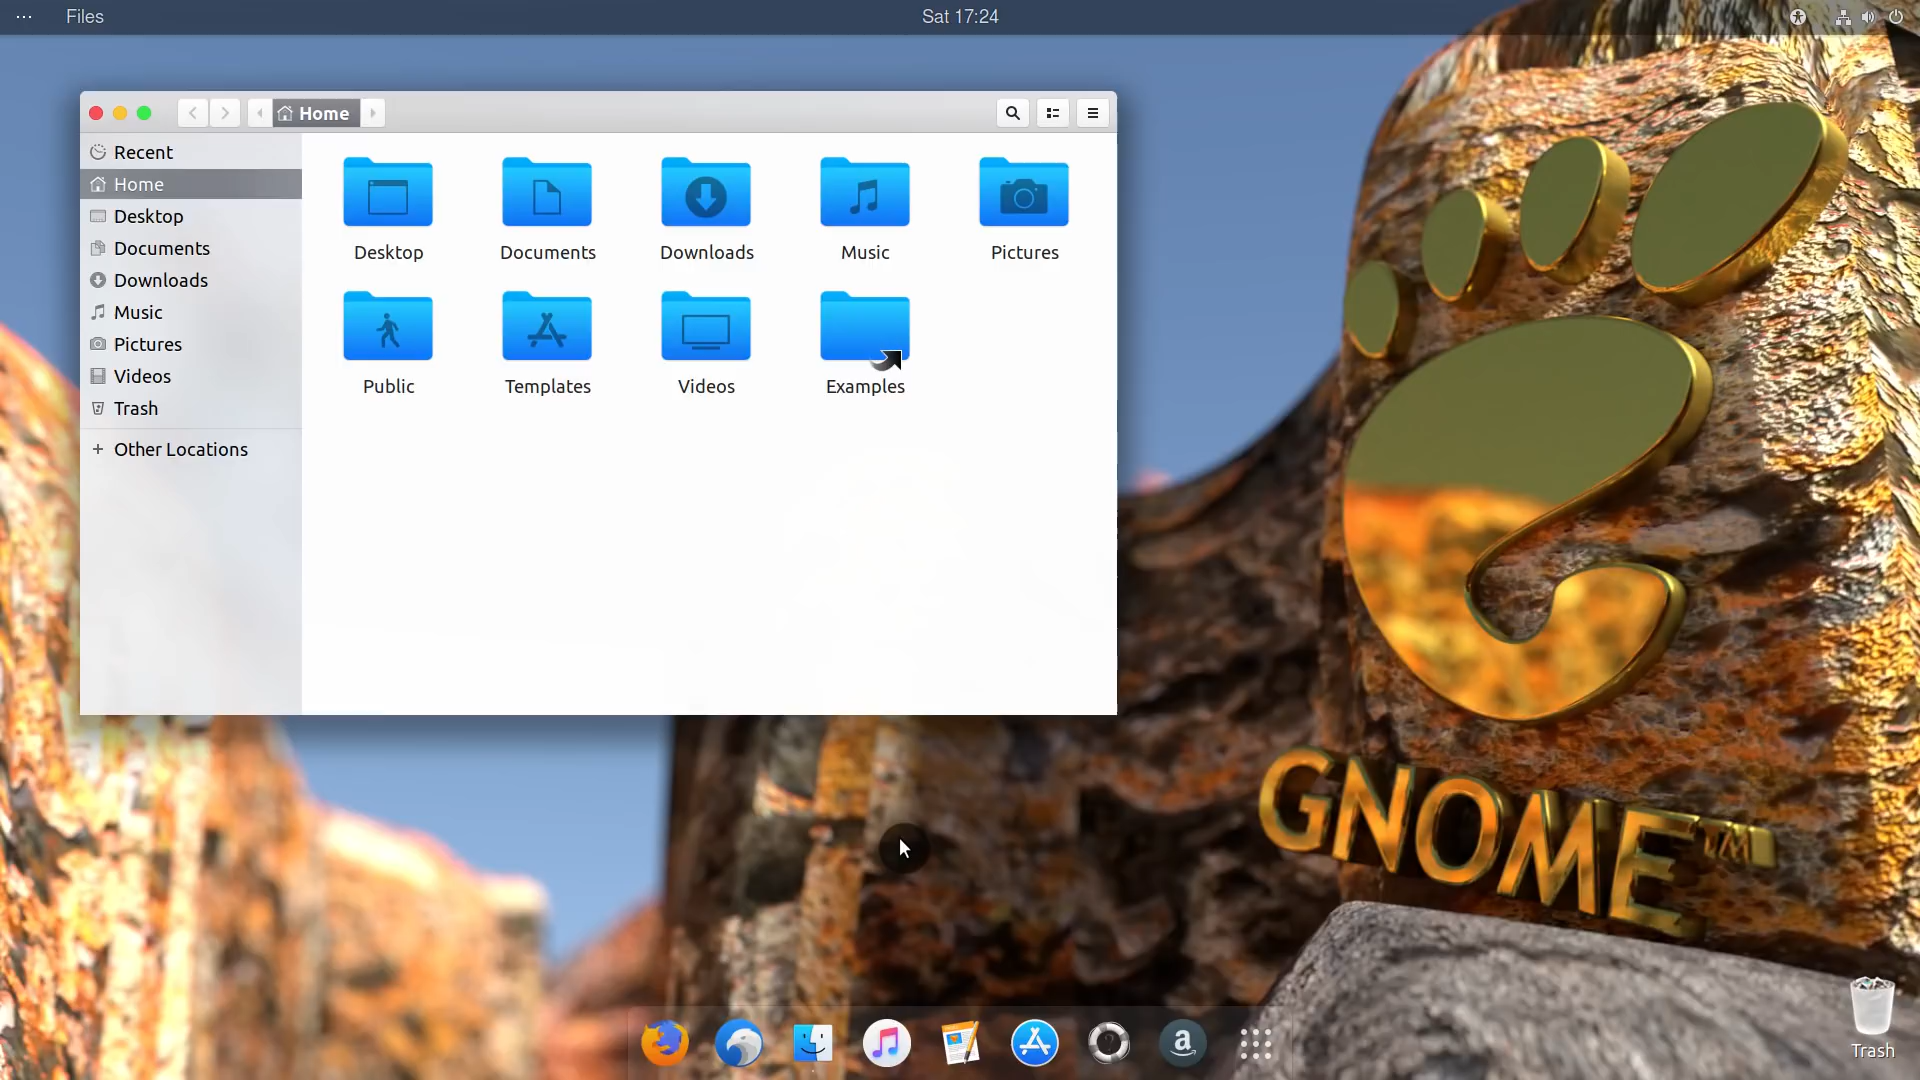 Files
Sat 17:24
Home
Recent
Home
Desktop
Documents
Downloads
Music
Pictures
Videos
Trash
Other Locations
Desktop
Documents
Downloads
Music
Pictures
Public
Templates
Videos
Examples
GNOME™
a
Trash